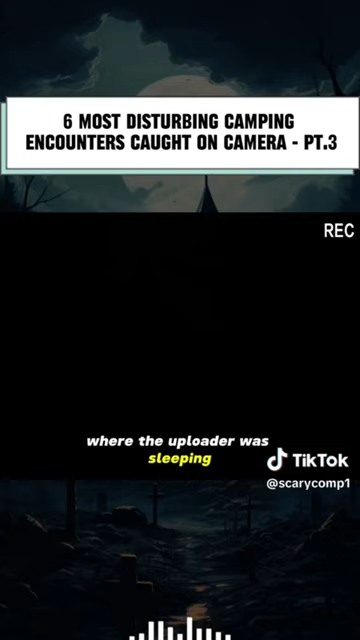 6 MOST DISTURBING CAMPING
ENCOUNTERS CAUGHT ON CAMERA - PT.3
REC
where the uploader was
sleeping
TikTok
@scarycomp1